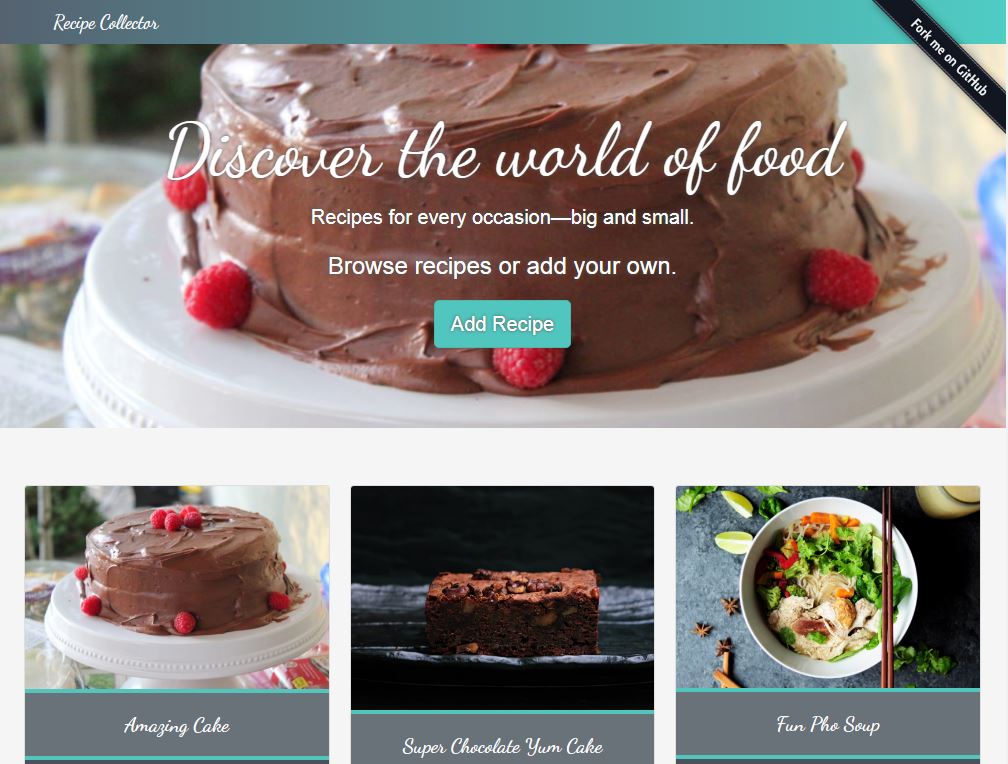 Recipe Collector
Fork me on GitHub
Discover the world of food
Recipes for every occasion—big and small.
Browse recipes or add your own.
Add Recipe
Amazing Cake
Super Chocolate Yum Cake
Fun Pho Soup